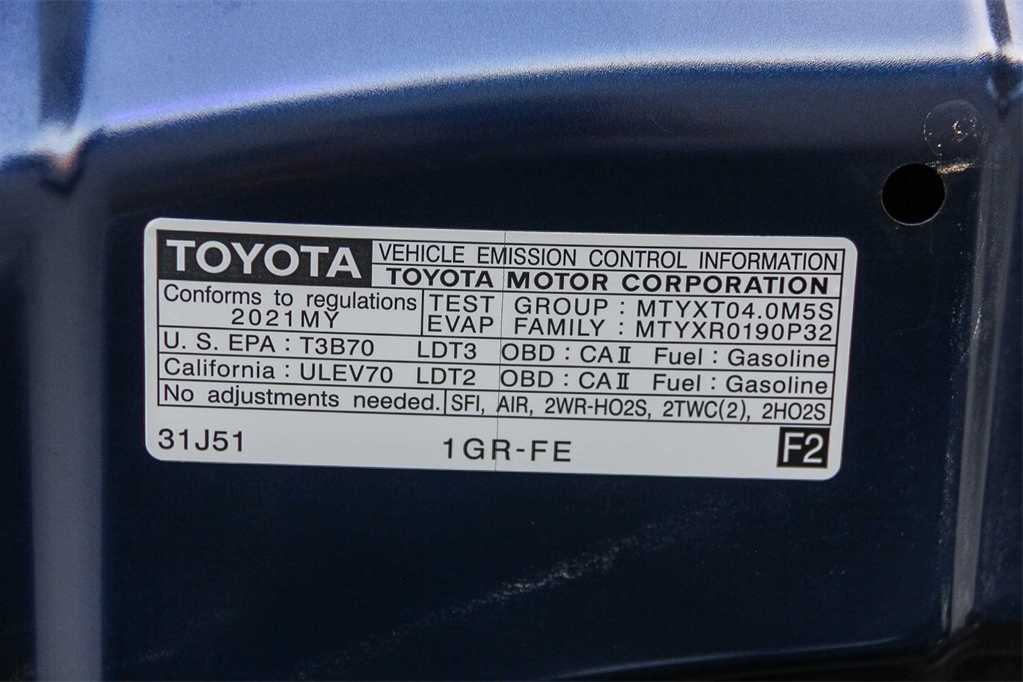 TOYOTA VEHICLE EMISSION CONTROL INFORMATION
TOYOTA MOTOR CORPORATION
Conforms to regulations TEST GROUP : MTYXT04.0M5S
2021MY EVAP FAMILY : MTYXR0190P32
U. S. EPA : T3B70 LDT3 OBD : CAⅡ Fuel : Gasoline
California : ULEV70 LDT2 OBD : CAⅡ Fuel : Gasoline
No adjustments needed. SFI, AIR, 2WR-HO2S, 2TWC(2), 2HO2S
31J51 1GR-FE F2